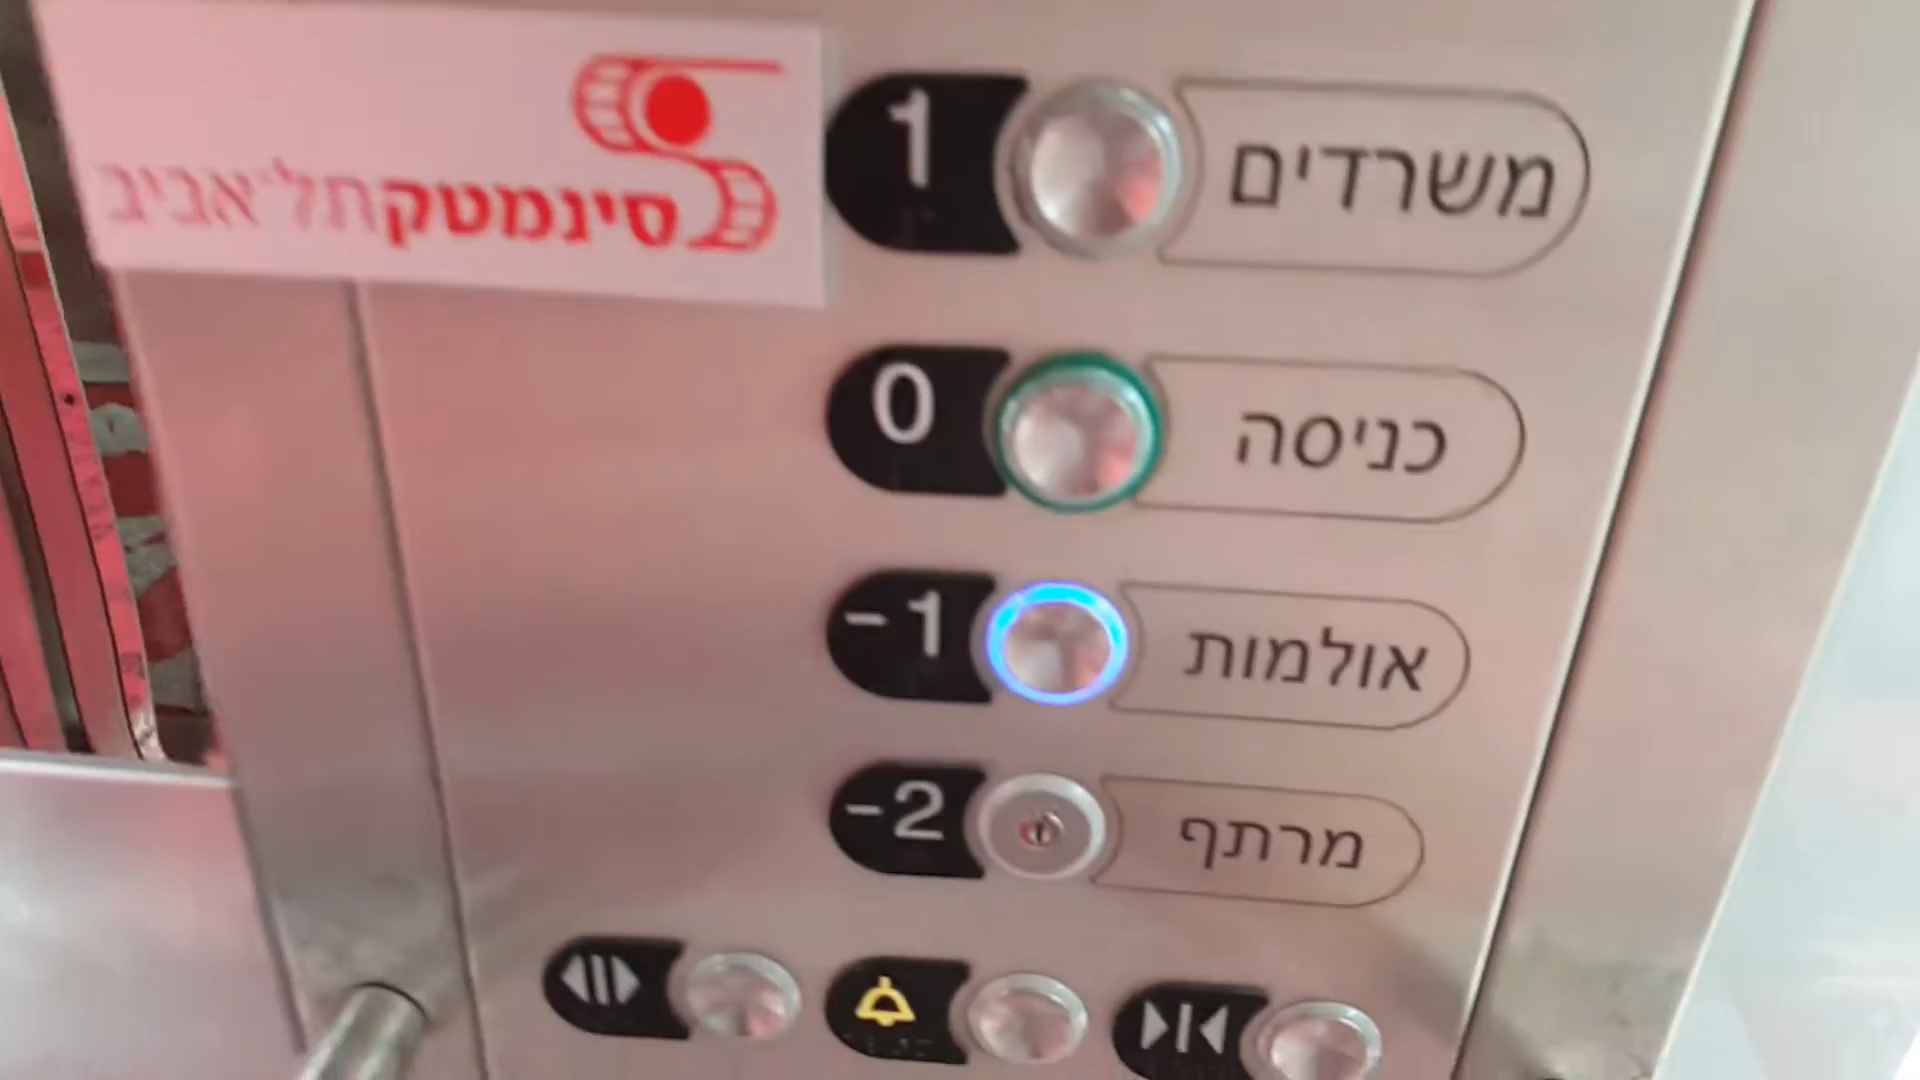 סינמטק תל־אביב
1 משרדים
0 כניסה
-1 אולמות
-2 מרתף